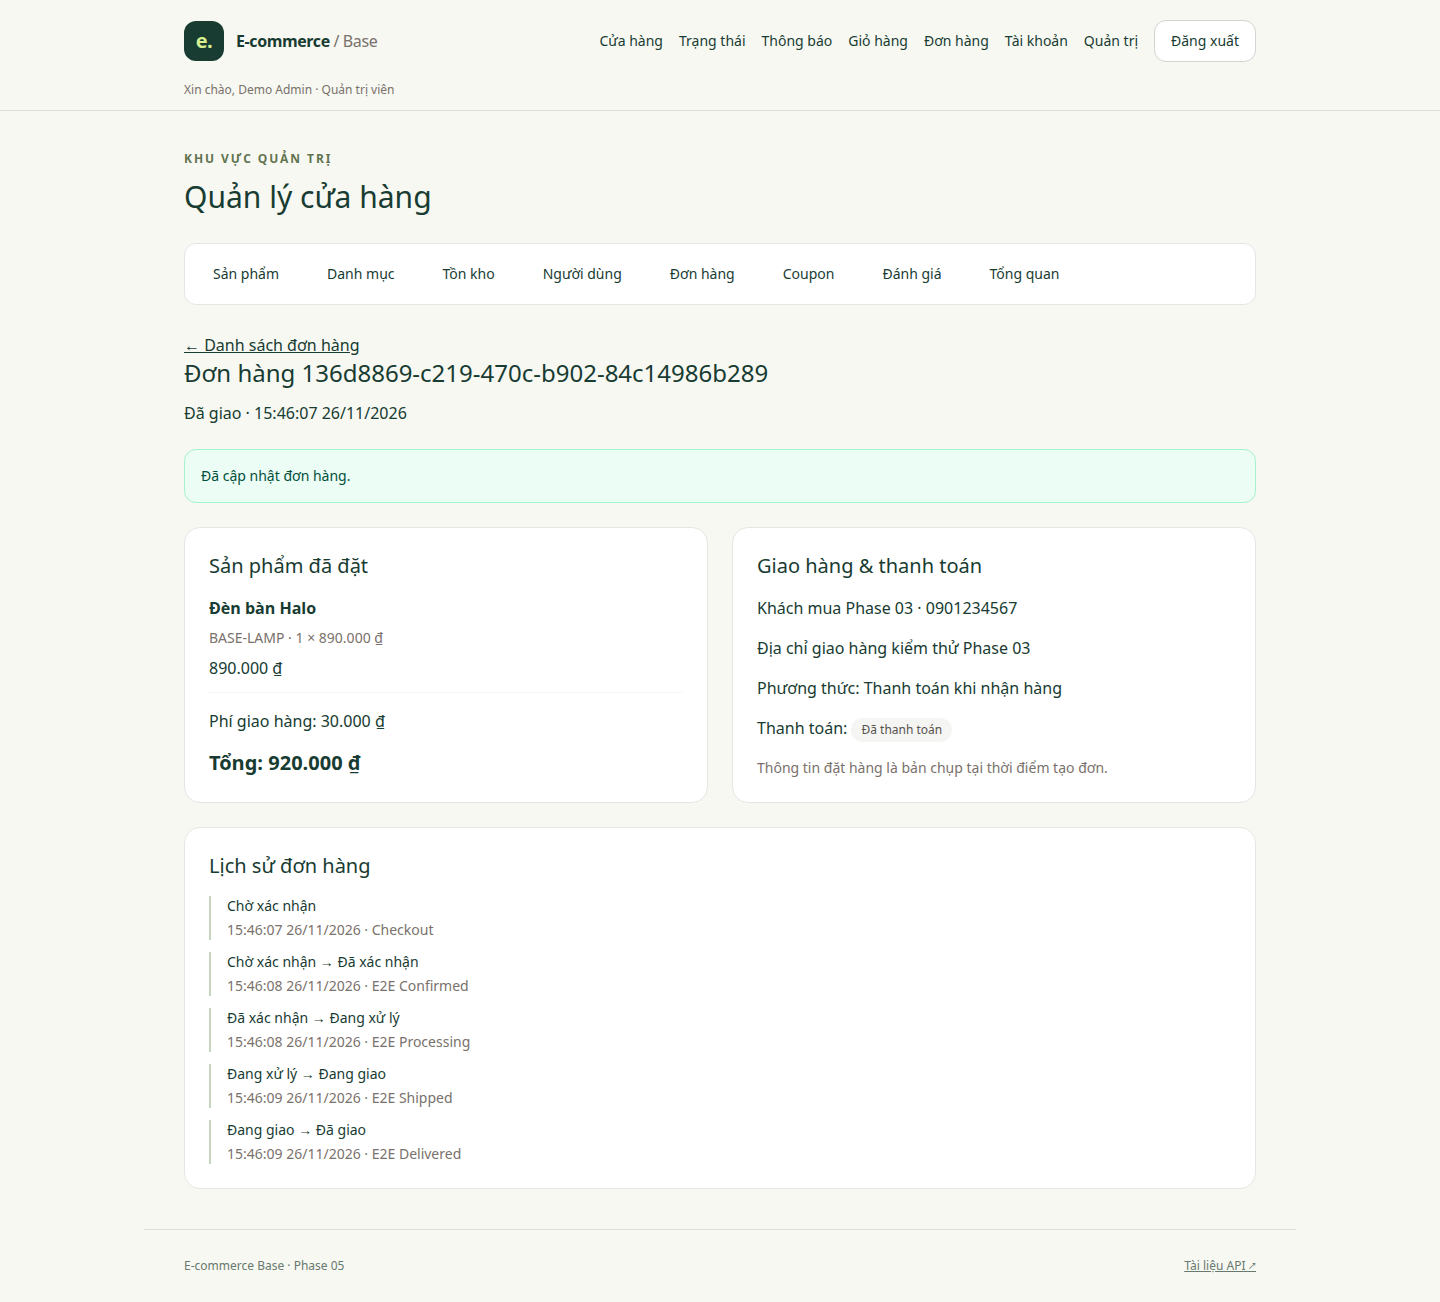 e. E-commerce / Base
Cửa hàng Trạng thái Thông báo Giỏ hàng Đơn hàng Tài khoản Quản trị Đăng xuất
Xin chào, Demo Admin · Quản trị viên
KHU VỰC QUẢN TRỊ
Quản lý cửa hàng
Sản phẩm Danh mục Tồn kho Người dùng Đơn hàng Coupon Đánh giá Tổng quan
← Danh sách đơn hàng
Đơn hàng 136d8869-c219-470c-b902-84c14986b289
Đã giao · 15:46:07 26/11/2026
Đã cập nhật đơn hàng.
Sản phẩm đã đặt
Đèn bàn Halo
BASE-LAMP · 1 × 890.000 ₫
890.000 ₫
Phí giao hàng: 30.000 ₫
Tổng: 920.000 ₫
Giao hàng & thanh toán
Khách mua Phase 03 · 0901234567
Địa chỉ giao hàng kiểm thử Phase 03
Phương thức: Thanh toán khi nhận hàng
Thanh toán: Đã thanh toán
Thông tin đặt hàng là bản chụp tại thời điểm tạo đơn.
Lịch sử đơn hàng
Chờ xác nhận
15:46:07 26/11/2026 · Checkout
Chờ xác nhận → Đã xác nhận
15:46:08 26/11/2026 · E2E Confirmed
Đã xác nhận → Đang xử lý
15:46:08 26/11/2026 · E2E Processing
Đang xử lý → Đang giao
15:46:09 26/11/2026 · E2E Shipped
Đang giao → Đã giao
15:46:09 26/11/2026 · E2E Delivered
E-commerce Base · Phase 05
Tài liệu API ↗